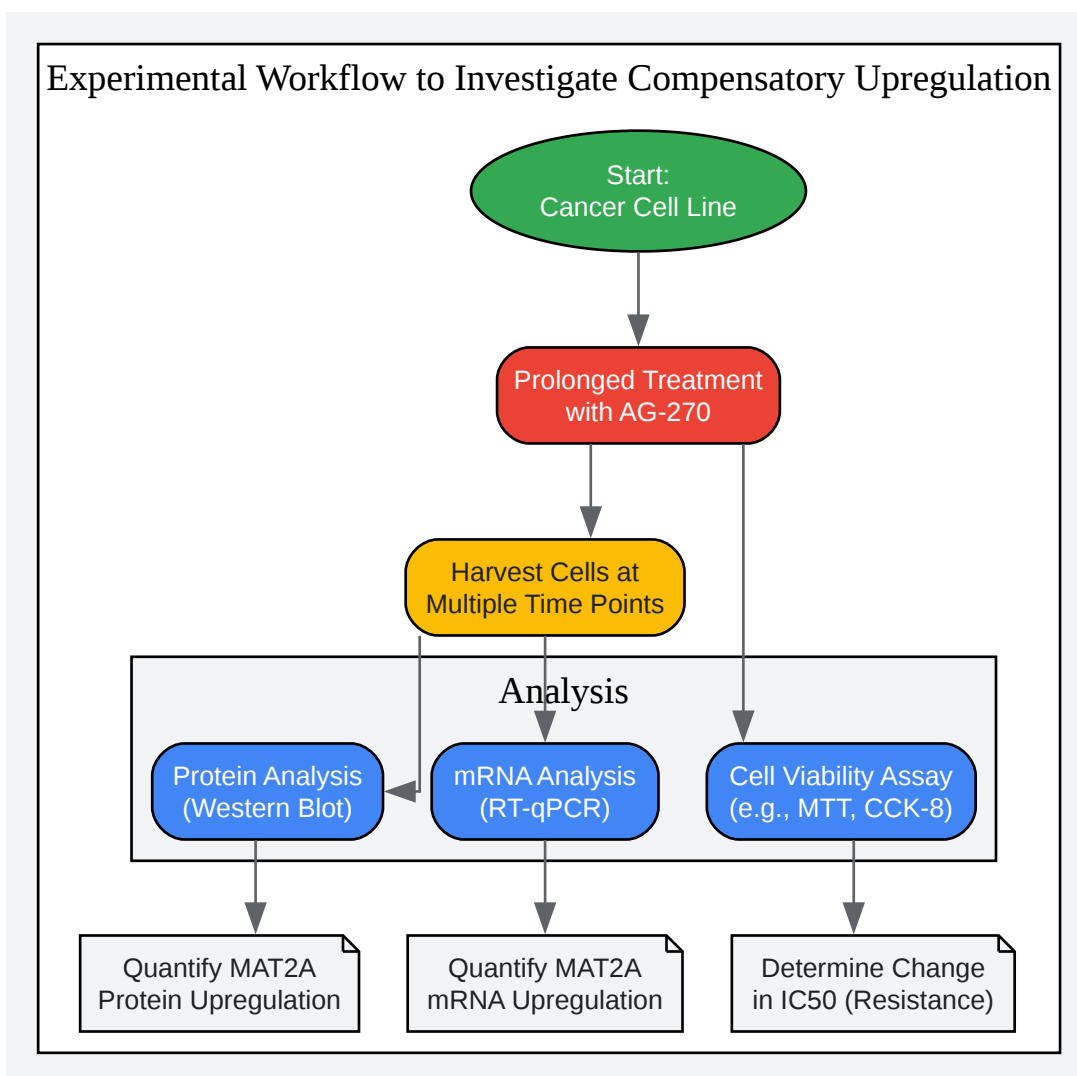 Experimental Workflow to Investigate Compensatory Upregulation
Start:
Cancer Cell Line
Prolonged Treatment
with AG-270
Harvest Cells at
Multiple Time Points
Analysis
Protein Analysis
(Western Blot)
mRNA Analysis
(RT-qPCR)
Cell Viability Assay
(e.g., MTT, CCK-8)
Quantify MAT2A
Protein Upregulation
Quantify MAT2A
mRNA Upregulation
Determine Change
in IC50 (Resistance)